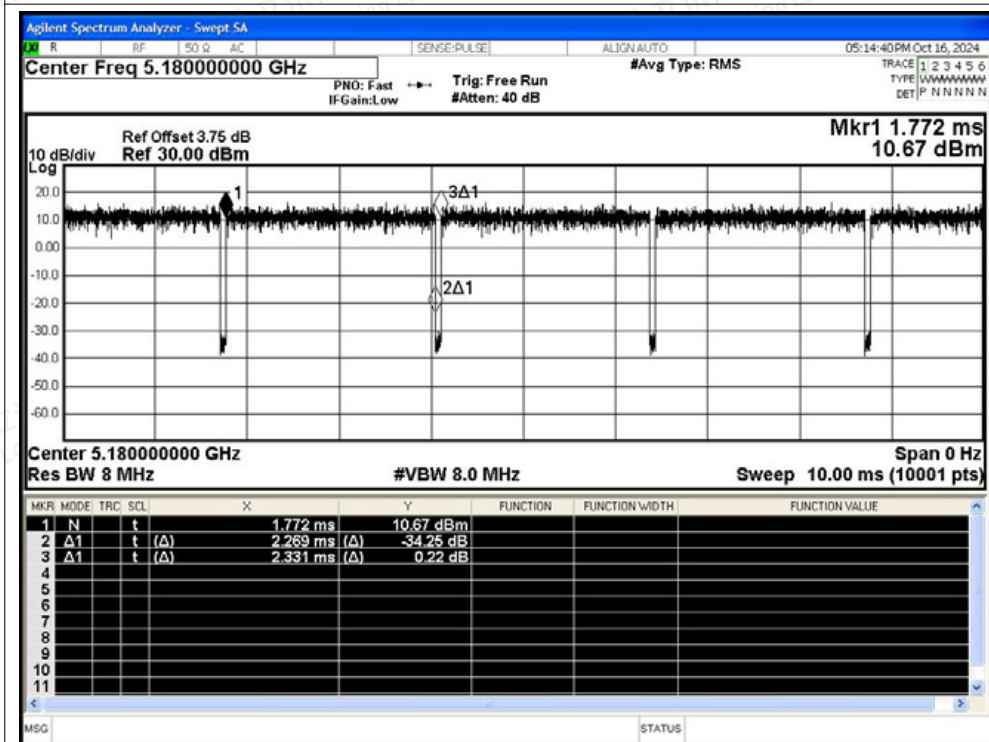 Agilent Spectrum Analyzer - Swept SA
LXI R RF 50 Ω AC SENSE:PULSE ALIGN AUTO 05:14:40 PM Oct 16, 2024
Center Freq 5.180000000 GHz #Avg Type: RMS TRACE 1 2 3 4 5 6
PNO: Fast Trig: Free Run TYPE WWWWWW
IFGain:Low #Atten: 40 dB DET P N N N N N
Mkr1 1.772 ms
Ref Offset 3.75 dB
10 dB/div Ref 30.00 dBm 10.67 dBm
Log
20.0
1
3Δ1
10.0
0.00
-10.0
2Δ1
-20.0
-30.0
-40.0
-50.0
-60.0
Center 5.180000000 GHz Span 0 Hz
Res BW 8 MHz #VBW 8.0 MHz Sweep 10.00 ms (10001 pts)
MKR MODE TRC SCL X Y FUNCTION FUNCTION WIDTH FUNCTION VALUE
1 N t 1.772 ms 10.67 dBm
2 Δ1 t (Δ) 2.269 ms (Δ) -34.25 dB
3 Δ1 t (Δ) 2.331 ms (Δ) 0.22 dB
4
5
6
7
8
9
10
11
MSG STATUS